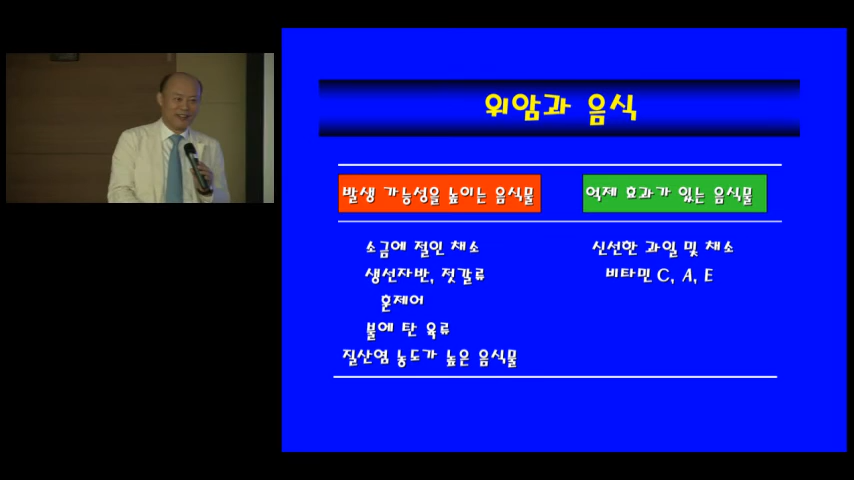 위암과 음식
발생 가능성을 높이는 음식물
억제 효과가 있는 음식물
소금에 절인 채소
생선자반, 젓갈류
훈제어
불에 탄 육류
질산염 농도가 높은 음식물
신선한 과일 및 채소
비타민 C, A, E